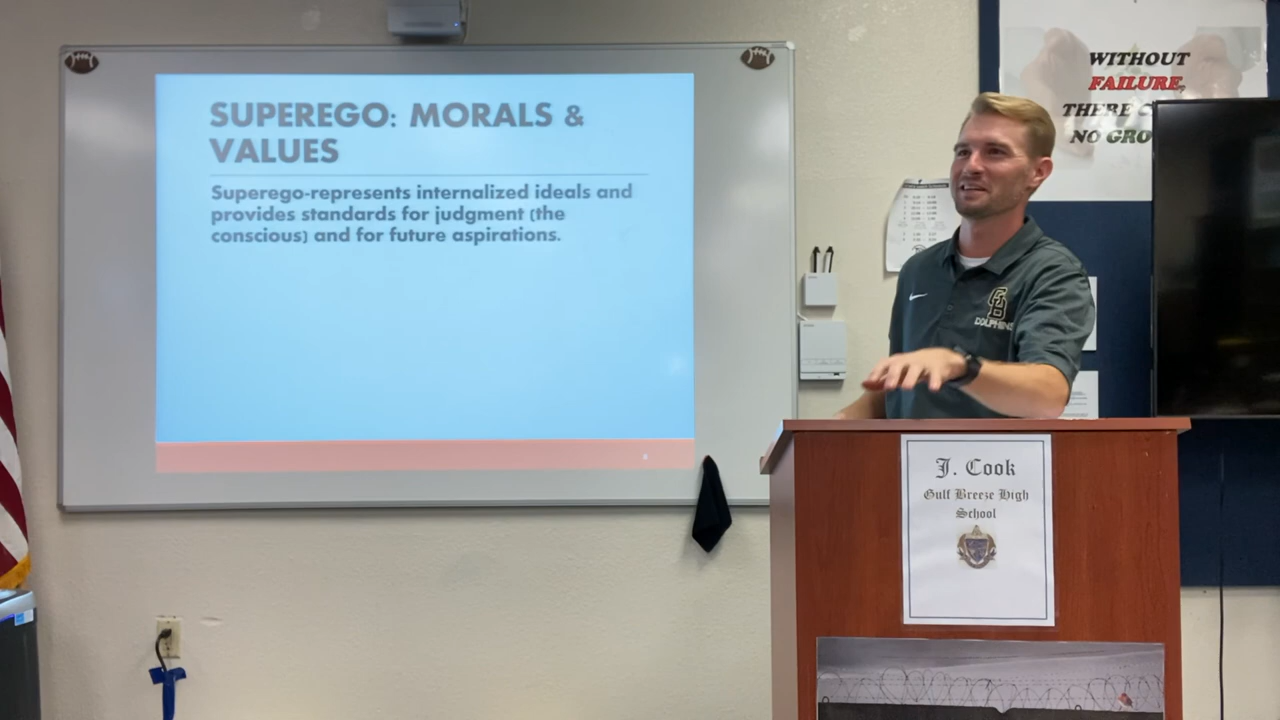 SUPEREGO: MORALS &
VALUES
Superego-represents internalized ideals and
provides standards for judgment (the
conscious) and for future aspirations.
WITHOUT
FAILURE,
THERE
NO
GB
DOLPHINS
J. Cook
Gulf Breeze High
School